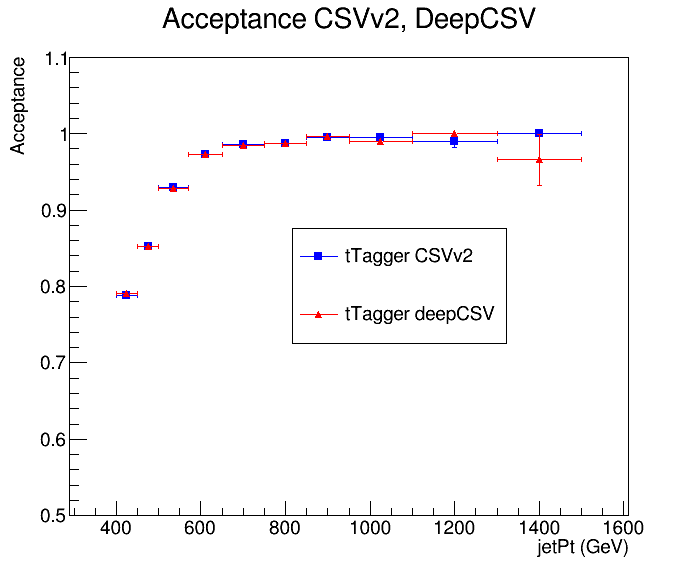 Acceptance CSVv2, DeepCSV
Acceptance
1.1
1
0.9
0.8
0.7
0.6
0.5
tTagger CSVv2
tTagger deepCSV
400 600 800 1000 1200 1400 1600
jetPt (GeV)